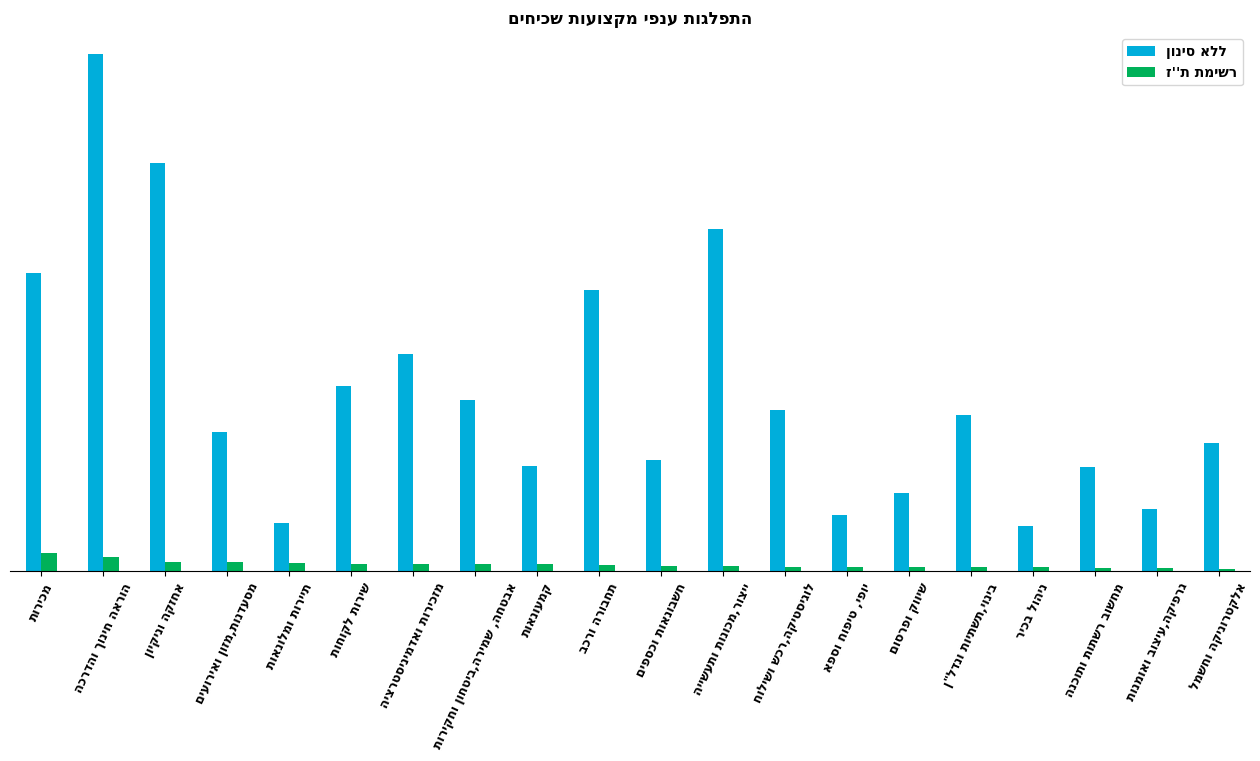 התפלגות ענפי מקצועות שכיחים
ללא סינון
רשימת ת''ז
מכירות
הוראה חינוך והדרכה
אחזקה וניקיון
מסעדנות,מזון ואירועים
תיירות ומלונאות
שירות לקוחות
מזכירות ואדמיניסטרציה
אבטחה, שמירה,ביטחון וחקירות
קמעונאות
תחבורה ורכב
חשבונאות וכספים
ייצור,מכונות ותעשייה
לוגיסטיקה,רכש ושילוח
יופי, טיפוח וספא
שיווק ופרסום
בינוי,תשתיות ונדל"ן
ניהול בכיר
מחשוב רשתות ותוכנה
גרפיקה,עיצוב ואומנות
אלקטרוניקה וחשמל